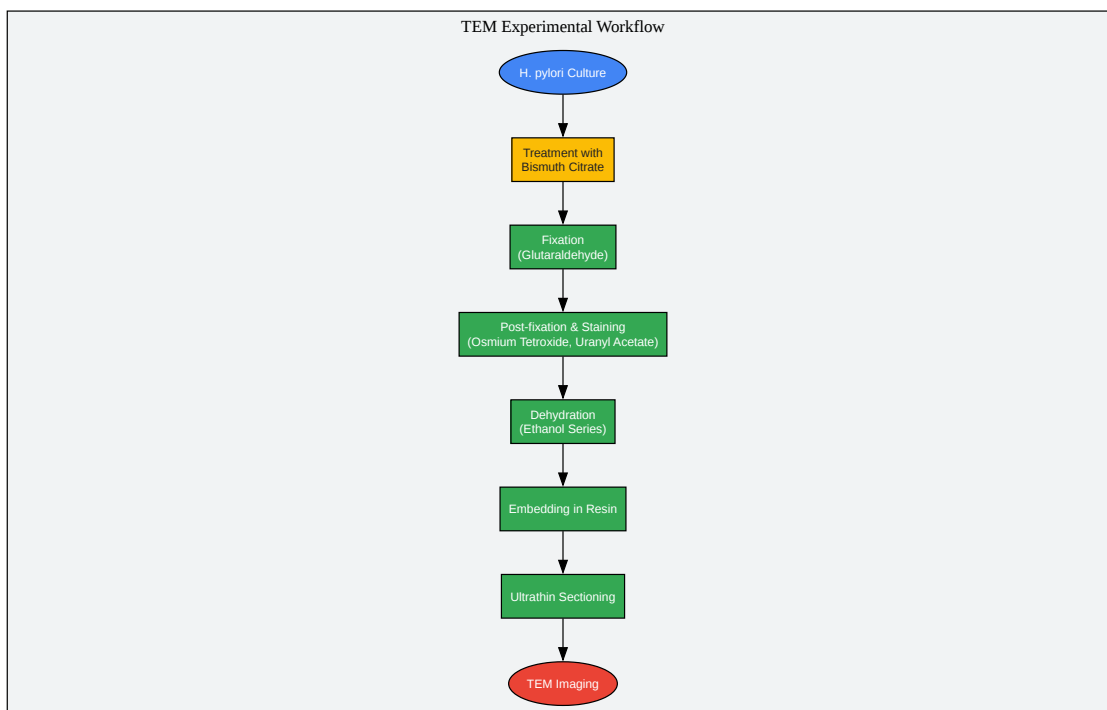 TEM Experimental Workflow
H. pylori Culture
Treatment with
Bismuth Citrate
Fixation
(Glutaraldehyde)
Post-fixation & Staining
(Osmium Tetroxide, Uranyl Acetate)
Dehydration
(Ethanol Series)
Embedding in Resin
Ultrathin Sectioning
TEM Imaging